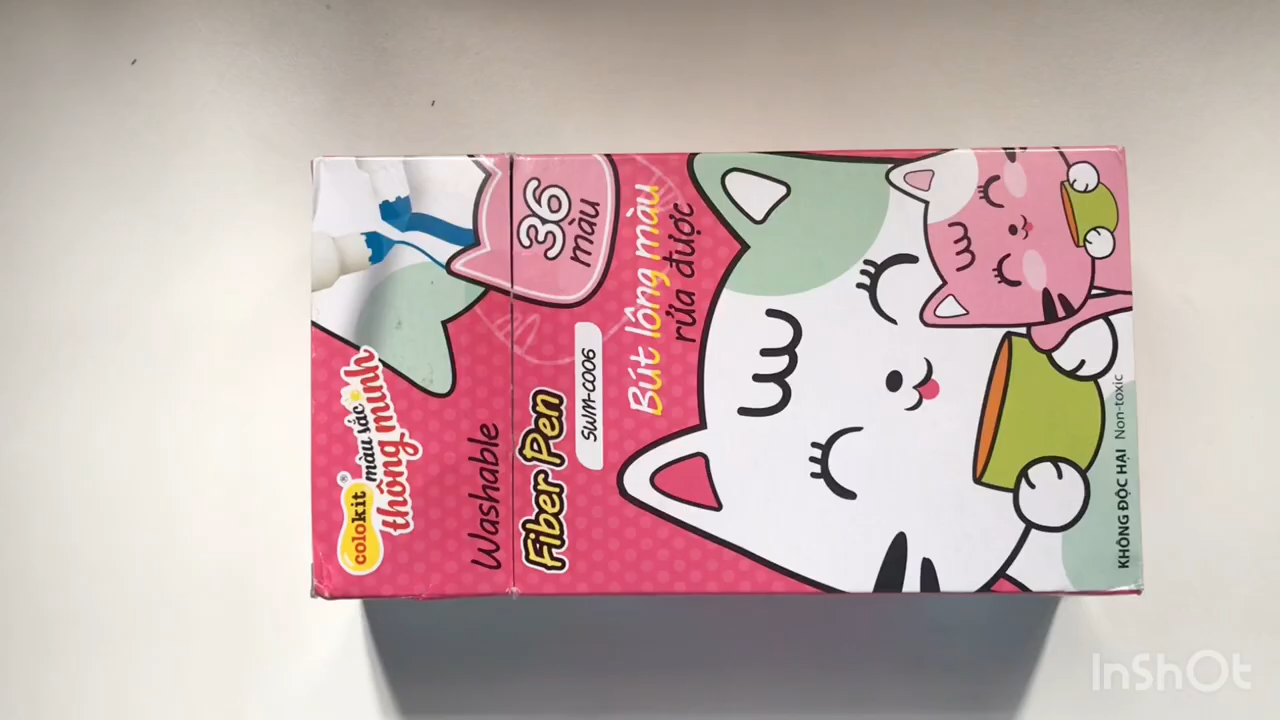 colokit®
màu sắc
thông minh
Washable
Fiber Pen
SWM-C006
36
màu
Bút lông màu
rửa được
KHÔNG ĐỘC HẠI Non-toxic
InShOt